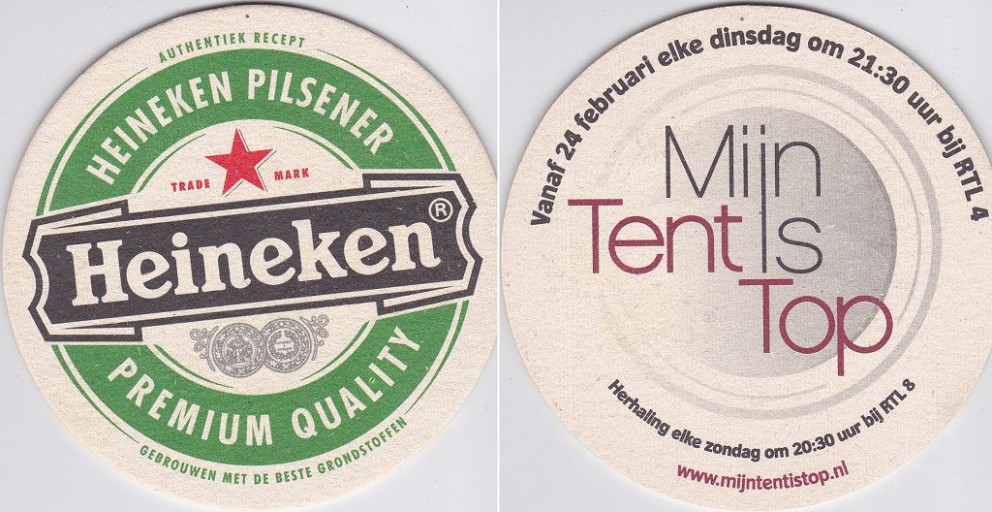 AUTHENTIEK RECEPT
HEINEKEN PILSENER
TRADE MARK
Heineken®
PREMIUM QUALITY
GEBROUWEN MET DE BESTE GRONDSTOFFEN
Vanaf 24 februari elke dinsdag om 21:30 uur bij RTL 4
Mijn
Tent Is
Top
Herhaling elke zondag om 20:30 uur bij RTL 8
www.mijntentistop.nl